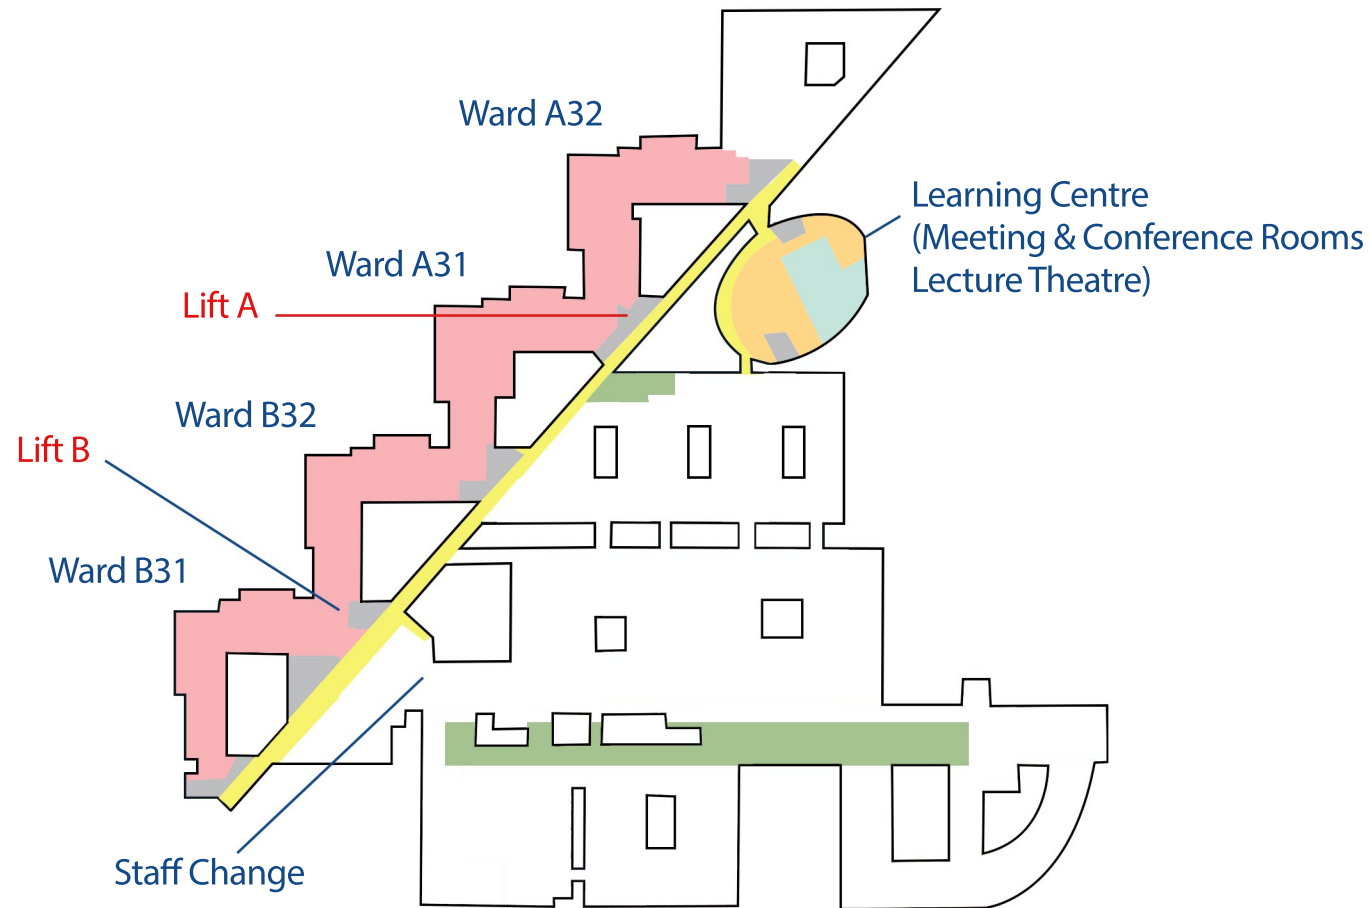 Ward A32
Learning Centre
(Meeting & Conference Rooms
Lecture Theatre)
Ward A31
Lift A
Ward B32
Lift B
Ward B31
Staff Change